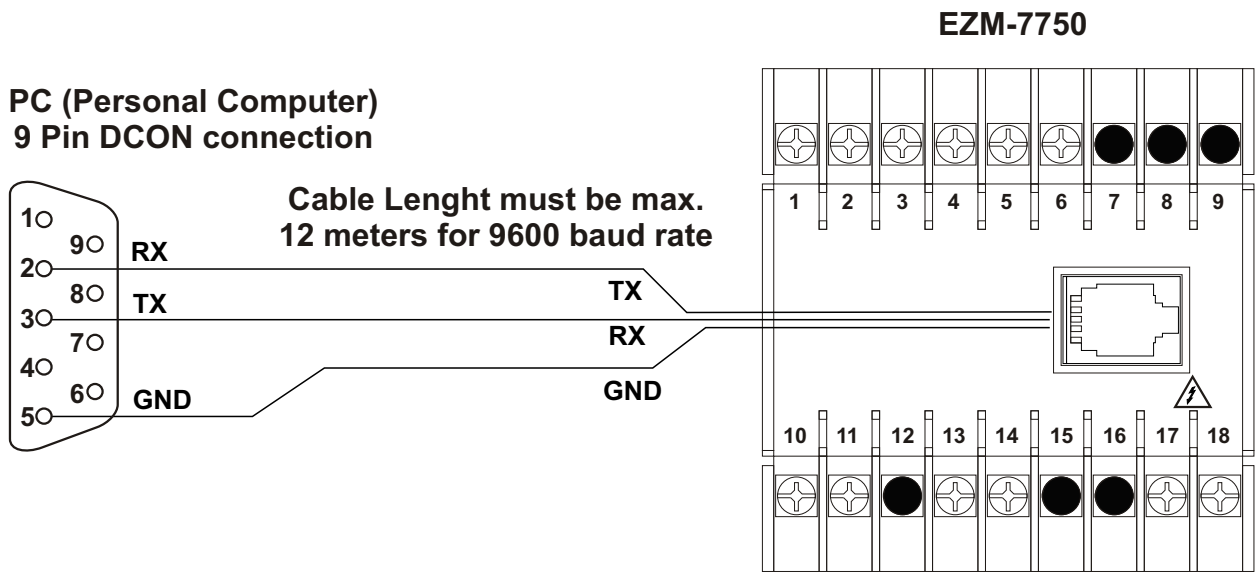 EZM-7750
PC (Personal Computer)
9 Pin DCON connection
Cable Lenght must be max.
12 meters for 9600 baud rate
1
9
2
8
3
7
4
6
5
RX
TX
GND
TX
RX
GND
1 2 3 4 5 6 7 8 9
10 11 12 13 14 15 16 17 18